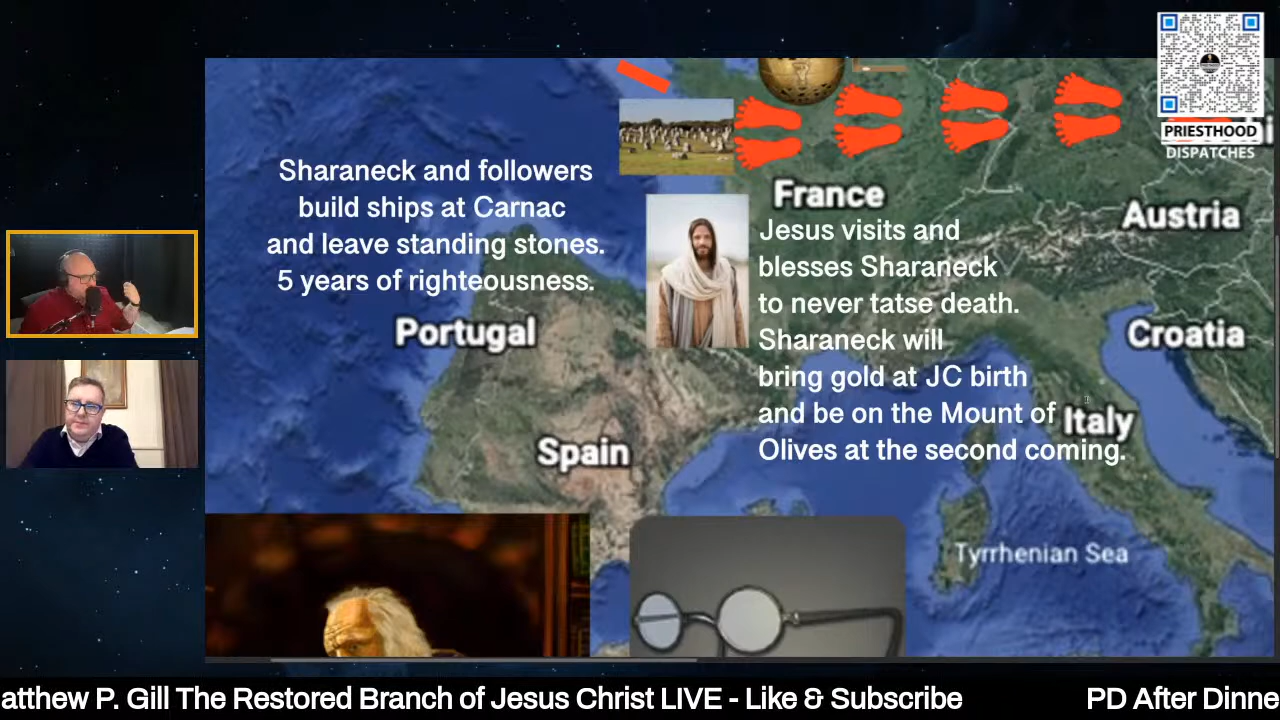 PRIESTHOOD
DISPATCHES
Sharaneck and followers
build ships at Carnac
and leave standing stones.
5 years of righteousness.
France
Austria
Jesus visits and
blesses Sharaneck
to never tatse death.
Sharaneck will
bring gold at JC birth
and be on the Mount of
Olives at the second coming.
Portugal
Croatia
Italy
Spain
Tyrrhenian Sea
atthew P. Gill The Restored Branch of Jesus Christ LIVE - Like & Subscribe
PD After Dinne